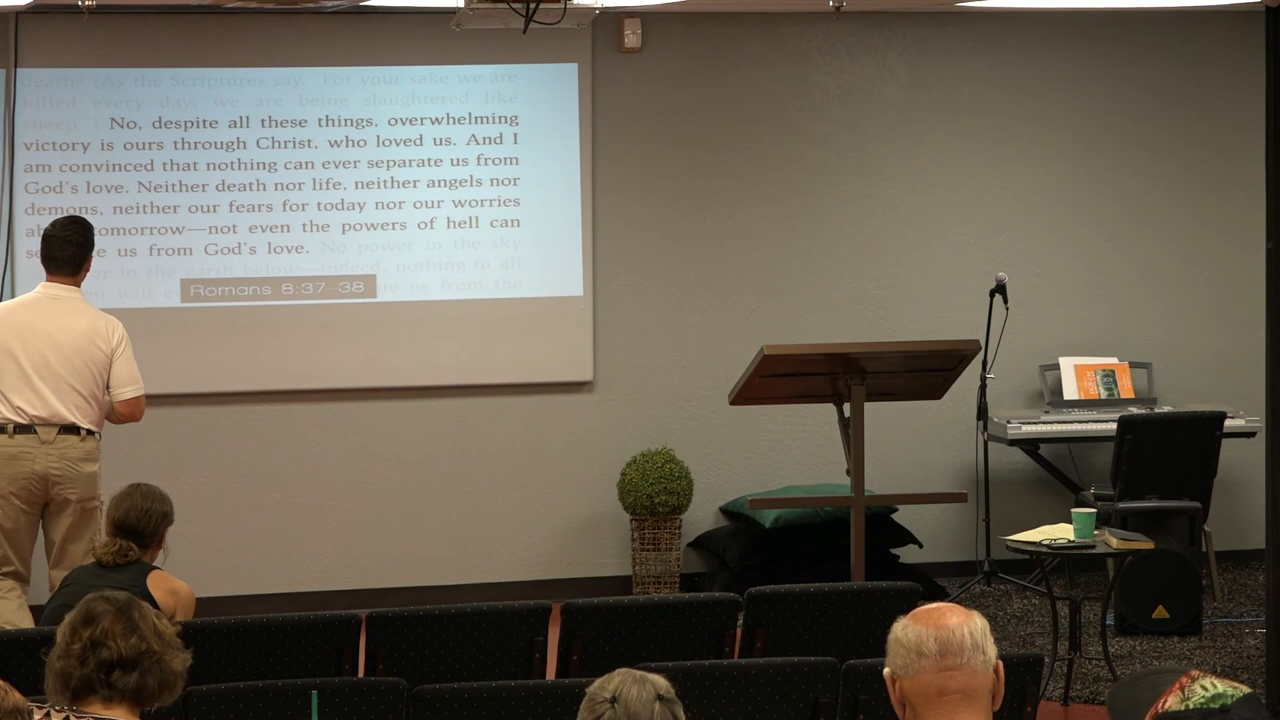 death? (As the Scriptures say, "For your sake we are
killed every day; we are being slaughtered like
sheep.") No, despite all these things, overwhelming
victory is ours through Christ, who loved us. And I
am convinced that nothing can ever separate us from
God's love. Neither death nor life, neither angels nor
demons, neither our fears for today nor our worries
tomorrow—not even the powers of hell can
us from God's love. No power in the sky
or in the earth below—indeed, nothing in all
will us from the
Romans 8:37-38